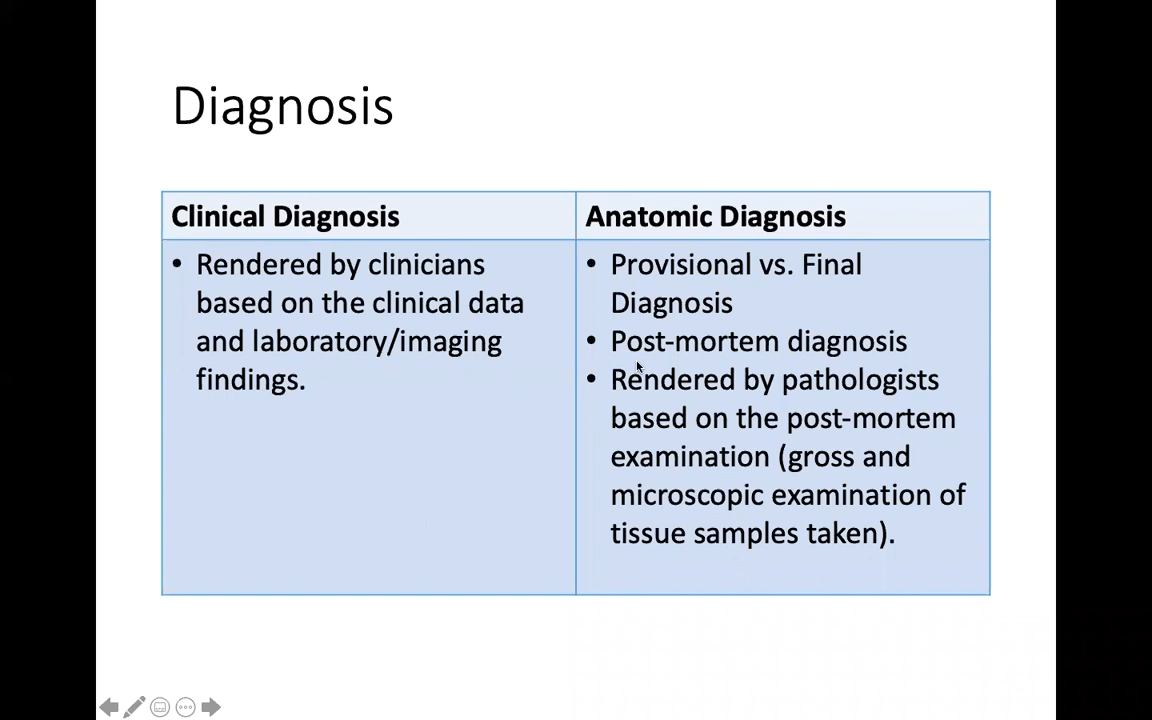 Diagnosis
Clinical Diagnosis
• Rendered by clinicians
based on the clinical data
and laboratory/imaging
findings.
Anatomic Diagnosis
• Provisional vs. Final
Diagnosis
• Post-mortem diagnosis
• Rendered by pathologists
based on the post-mortem
examination (gross and
microscopic examination of
tissue samples taken).